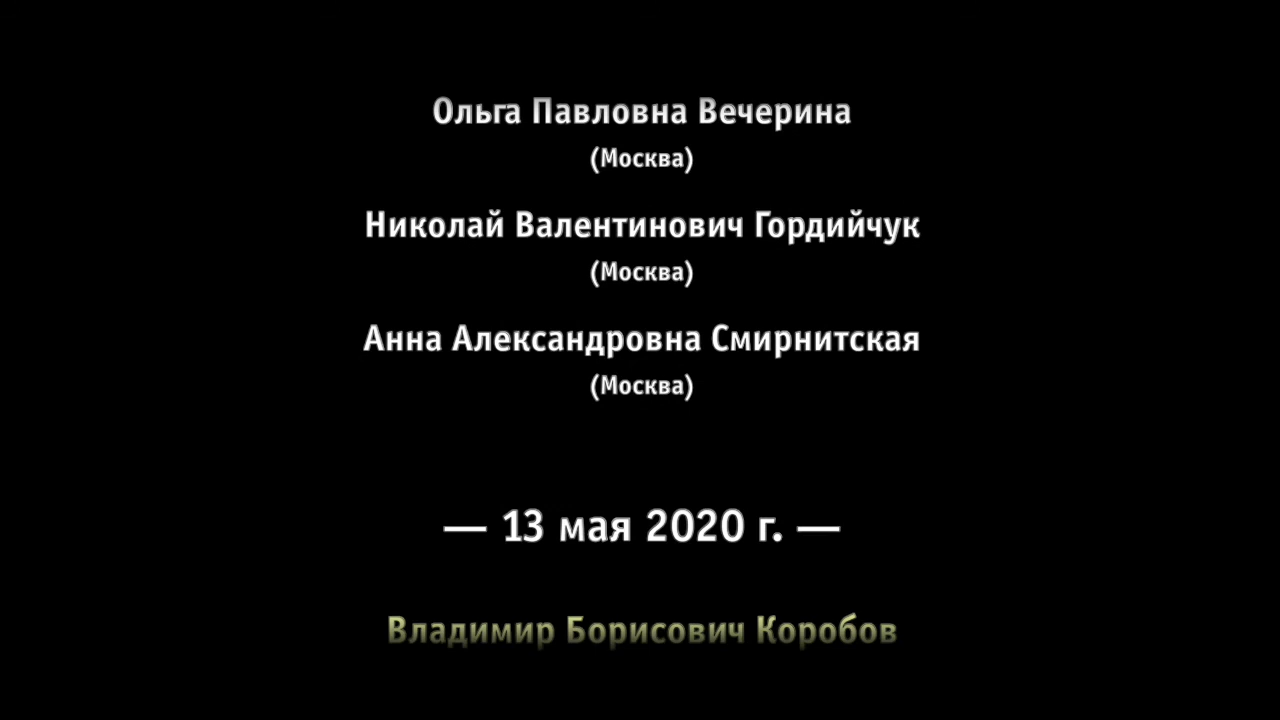 Ольга Павловна Вечерина
(Москва)
Николай Валентинович Гордийчук
(Москва)
Анна Александровна Смирнитская
(Москва)
— 13 мая 2020 г. —
Владимир Борисович Коробов